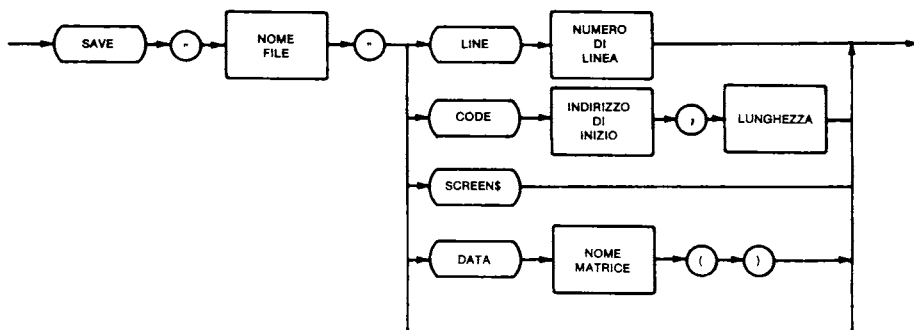 SAVE " NOME FILE " LINE NUMERO DI LINEA
CODE INDIRIZZO DI INIZIO , LUNGHEZZA
SCREEN$
DATA NOME MATRICE ( )